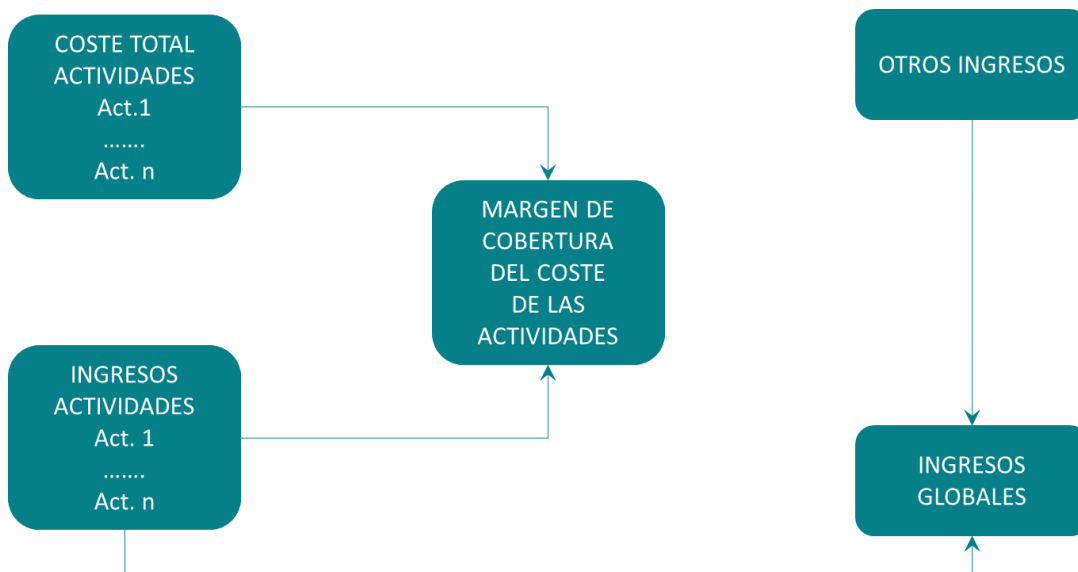 COSTE TOTAL
ACTIVIDADES
Act.1
…….
Act. n
OTROS INGRESOS
MARGEN DE
COBERTURA
DEL COSTE
DE LAS
ACTIVIDADES
INGRESOS
ACTIVIDADES
Act. 1
…….
Act. n
INGRESOS
GLOBALES